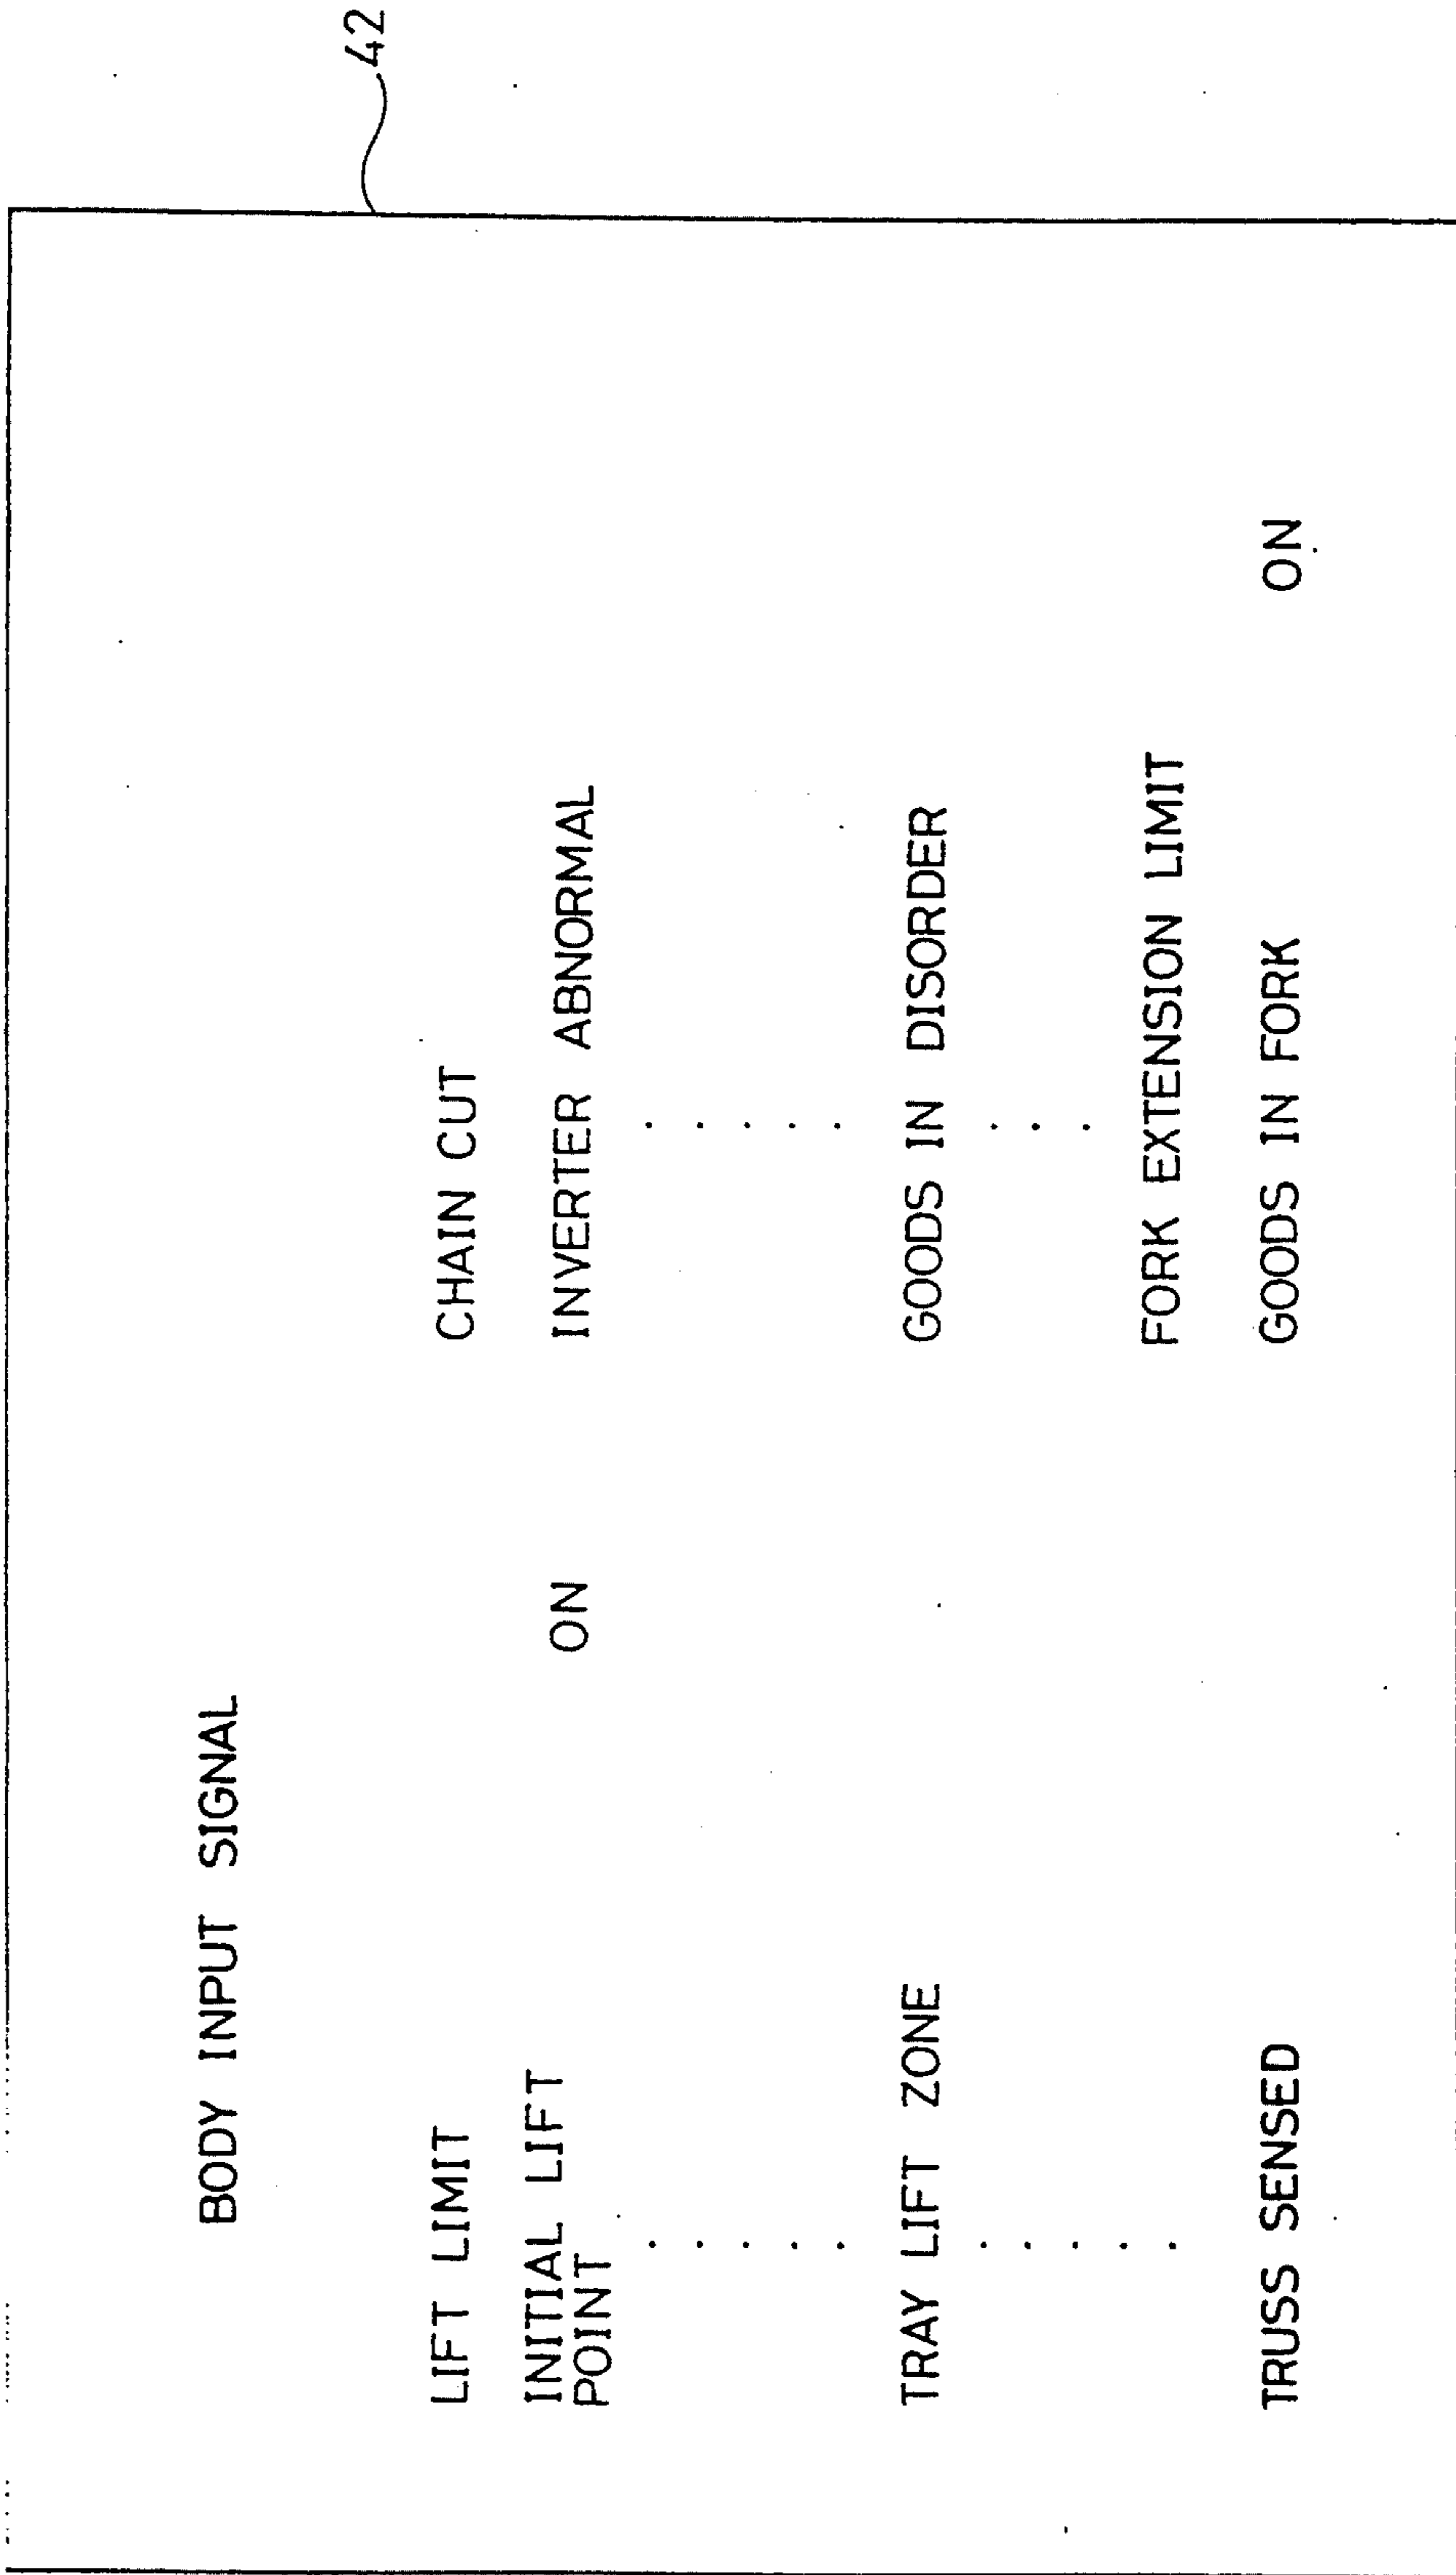 42
BODY INPUT SIGNAL
LIFT LIMIT
CHAIN CUT
INITIAL LIFT
POINT
ON
INVERTER ABNORMAL
TRAY LIFT ZONE
GOODS IN DISORDER
FORK EXTENSION LIMIT
TRUSS SENSED
GOODS IN FORK
ON